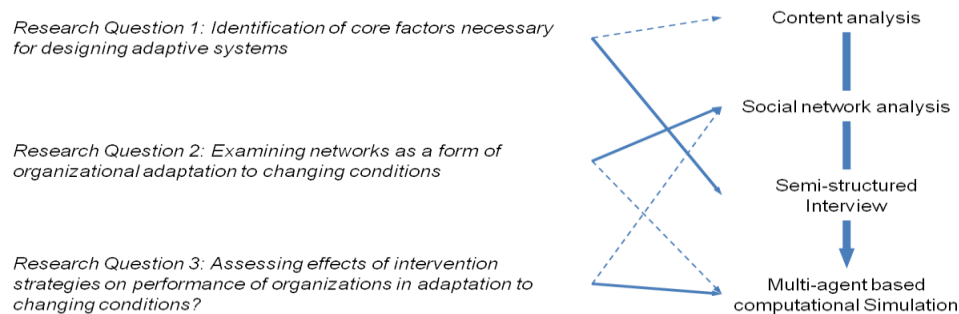 Research Question 1: Identification of core factors necessary
for designing adaptive systems
Research Question 2: Examining networks as a form of
organizational adaptation to changing conditions
Research Question 3: Assessing effects of intervention
strategies on performance of organizations in adaptation to
changing conditions?
Content analysis
Social network analysis
Semi-structured
Interview
Multi-agent based
computational Simulation